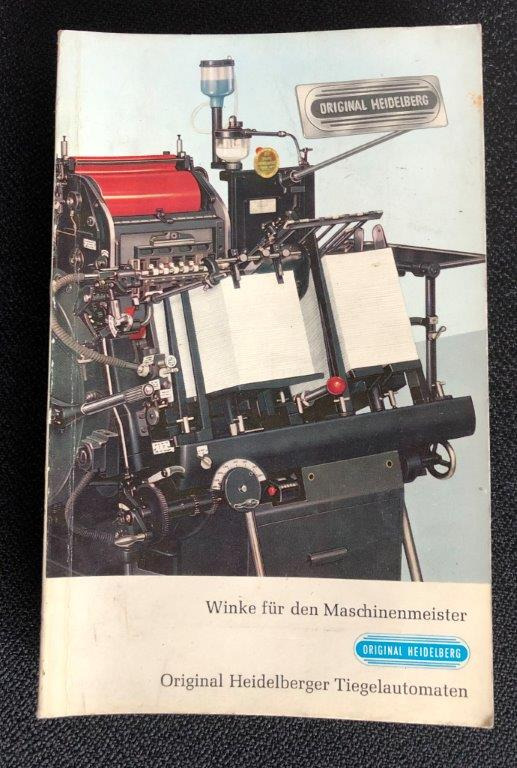 ORIGINAL HEIDELBERG
Winke für den Maschinenmeister
ORIGINAL HEIDELBERG
Original Heidelberger Tiegelautomaten